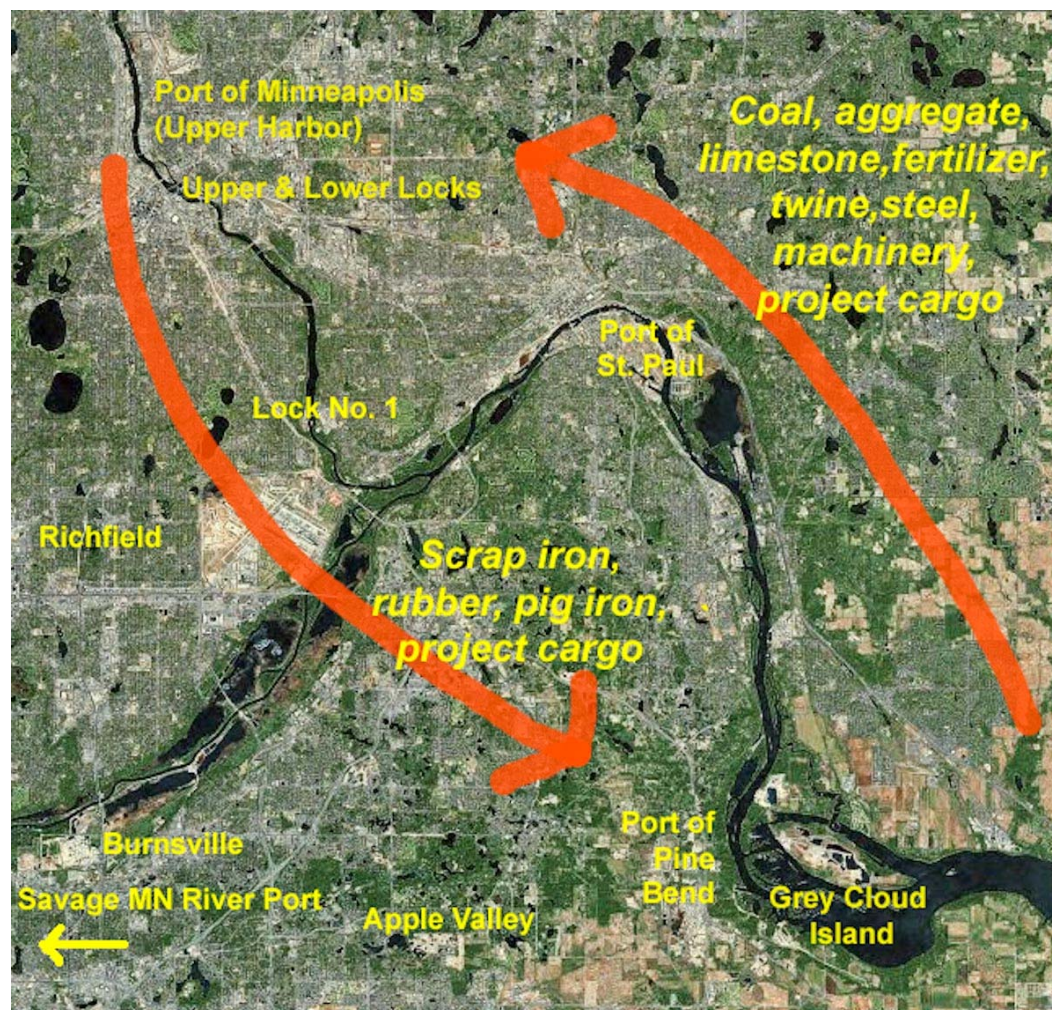 Port of Minneapolis
(Upper Harbor)
Upper & Lower Locks
Coal, aggregate,
limestone,fertilizer,
twine,steel,
machinery,
project cargo
Port of
St. Paul
Lock No. 1
Richfield
Scrap iron,
rubber, pig iron,
project cargo
Port of
Pine
Bend
Burnsville
Savage MN River Port
Apple Valley
Grey Cloud
Island